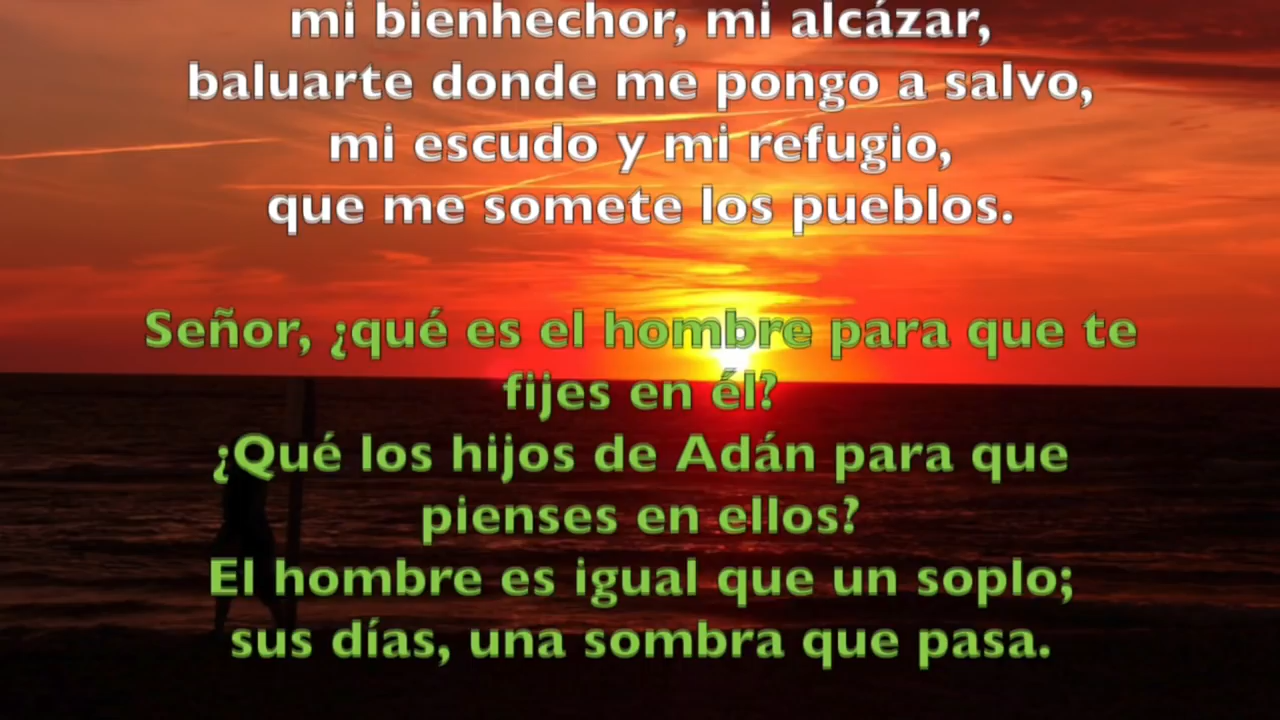 mi bienhechor, mi alcázar,
baluarte donde me pongo a salvo,
mi escudo y mi refugio,
que me somete los pueblos.
Señor, ¿qué es el hombre para que te
fijes en él?
¿Qué los hijos de Adán para que
pienses en ellos?
El hombre es igual que un soplo;
sus días, una sombra que pasa.